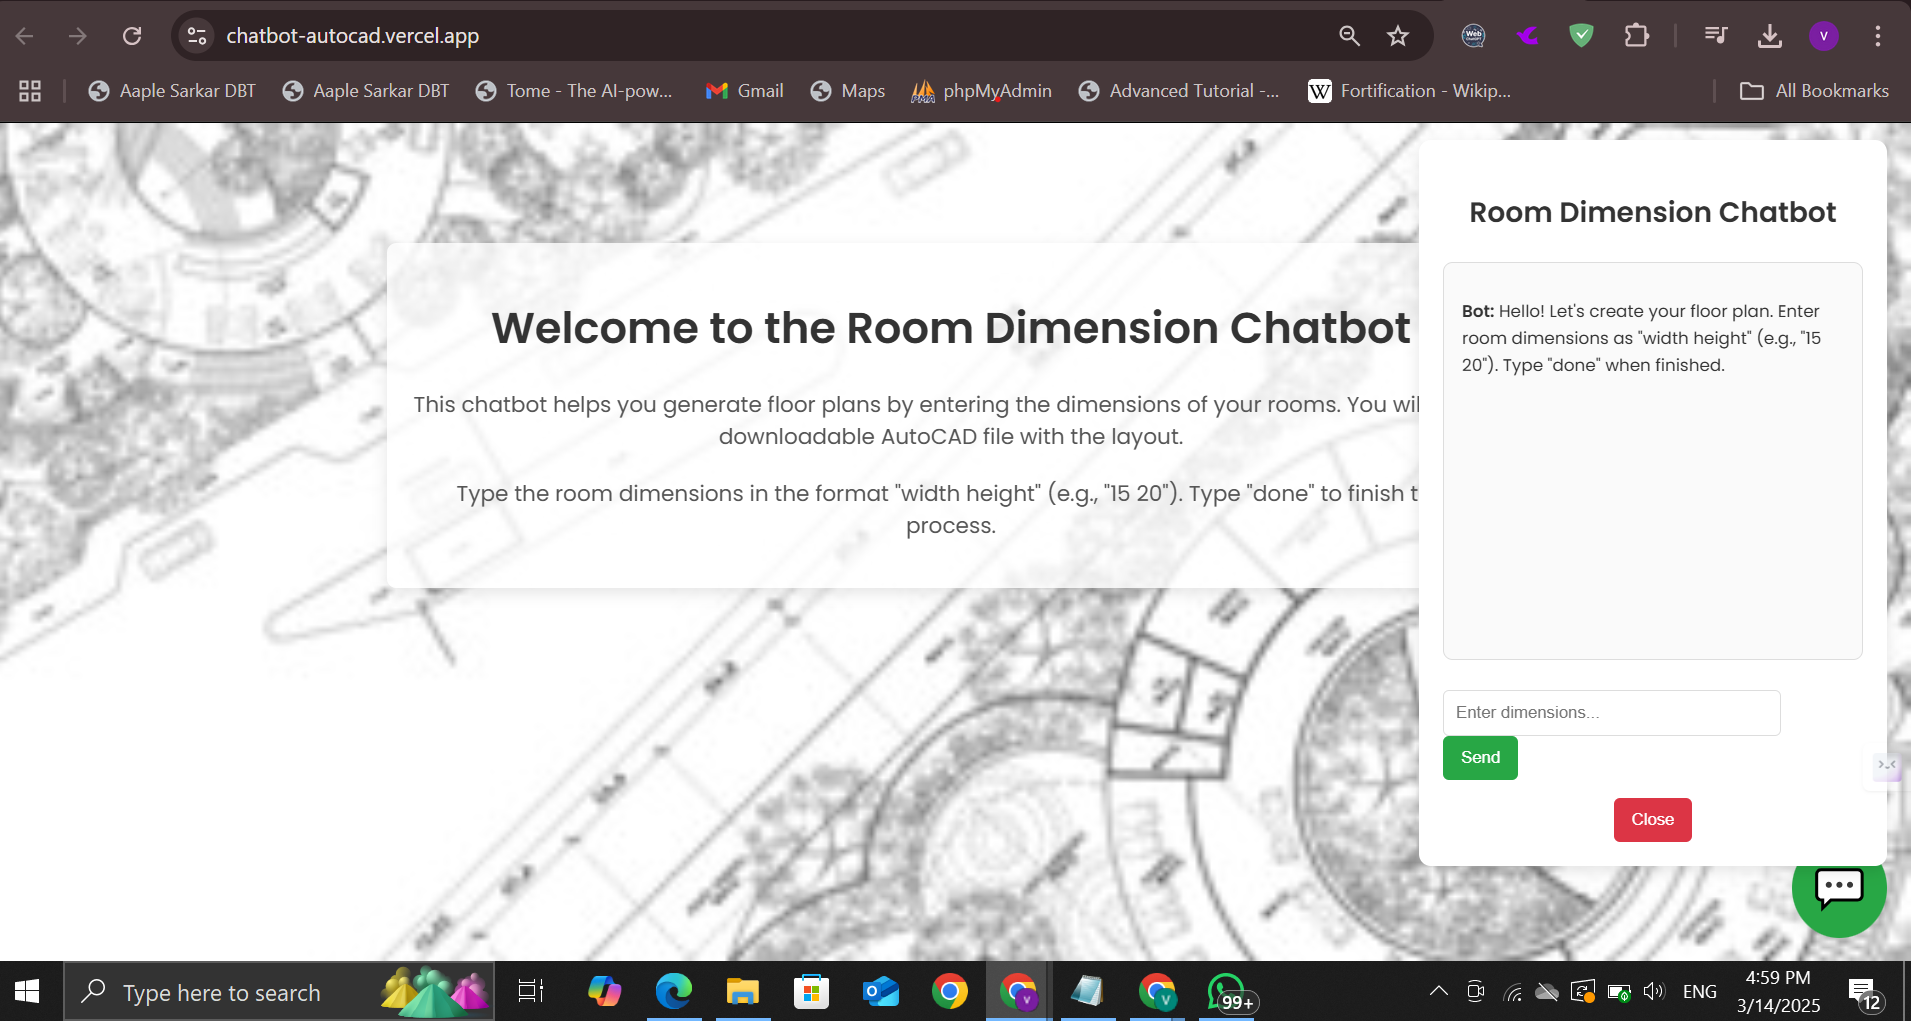 chatbot-autocad.vercel.app
Aaple Sarkar DBT
Aaple Sarkar DBT
Tome - The AI-pow...
Gmail
Maps
phpMyAdmin
Advanced Tutorial -...
W
Fortification - Wikip...
All Bookmarks
Web
V
Welcome to the Room Dimension Chatbot
This chatbot helps you generate floor plans by entering the dimensions of your rooms. You wil
downloadable AutoCAD file with the layout.
Type the room dimensions in the format "width height" (e.g., "15 20"). Type "done" to finish t
process.
Room Dimension Chatbot
Bot: Hello! Let's create your floor plan. Enter
room dimensions as "width height" (e.g., "15
20"). Type "done" when finished.
Enter dimensions...
Send
Close
Type here to search
V
V
99+
ENG
4:59 PM
3/14/2025
12